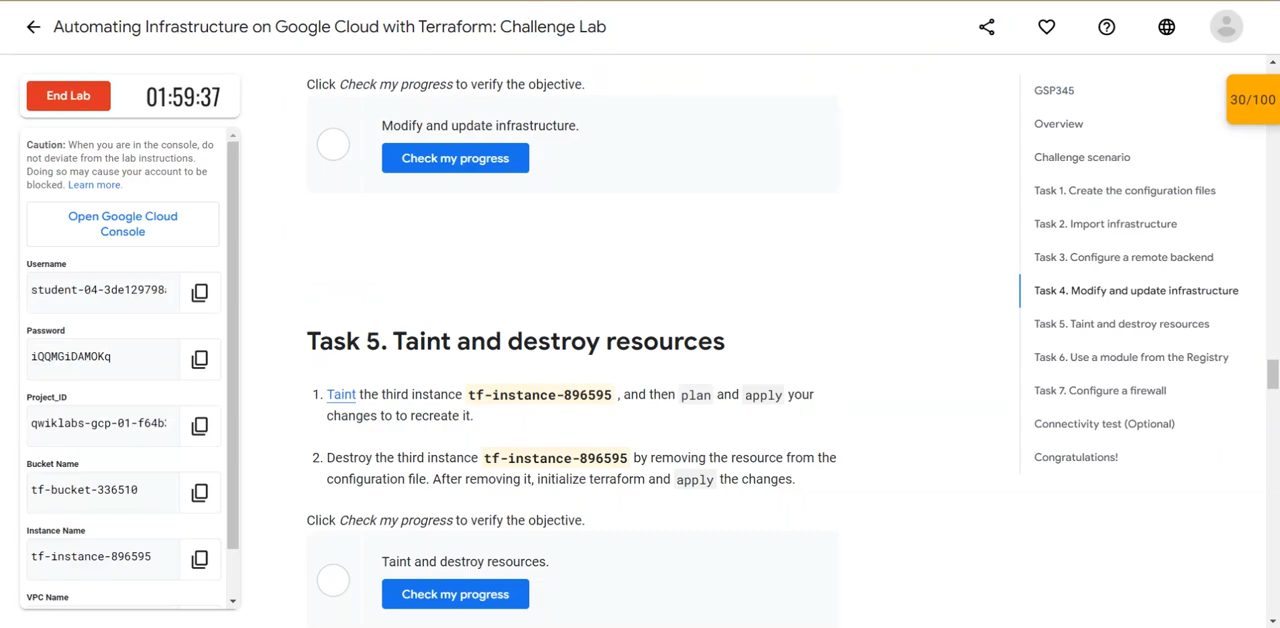 Automating Infrastructure on Google Cloud with Terraform: Challenge Lab
End Lab
01:59:37
Caution: When you are in the console, do
not deviate from the lab instructions.
Doing so may cause your account to be
blocked. Learn more.
Open Google Cloud
Console
Username
student-04-3de129798
Password
iQQMGiDAMOKq
Project_ID
qwiklabs-gcp-01-f64b
Bucket Name
tf-bucket-336510
Instance Name
tf-instance-896595
VPC Name
Click Check my progress to verify the objective.
Modify and update infrastructure.
Check my progress
Task 5. Taint and destroy resources
1. Taint the third instance tf-instance-896595 , and then plan and apply your
changes to to recreate it.
2. Destroy the third instance tf-instance-896595 by removing the resource from the
configuration file. After removing it, initialize terraform and apply the changes.
Click Check my progress to verify the objective.
Taint and destroy resources.
Check my progress
GSP345
Overview
Challenge scenario
Task 1. Create the configuration files
Task 2. Import infrastructure
Task 3. Configure a remote backend
Task 4. Modify and update infrastructure
Task 5. Taint and destroy resources
Task 6. Use a module from the Registry
Task 7. Configure a firewall
Connectivity test (Optional)
Congratulations!
30/100